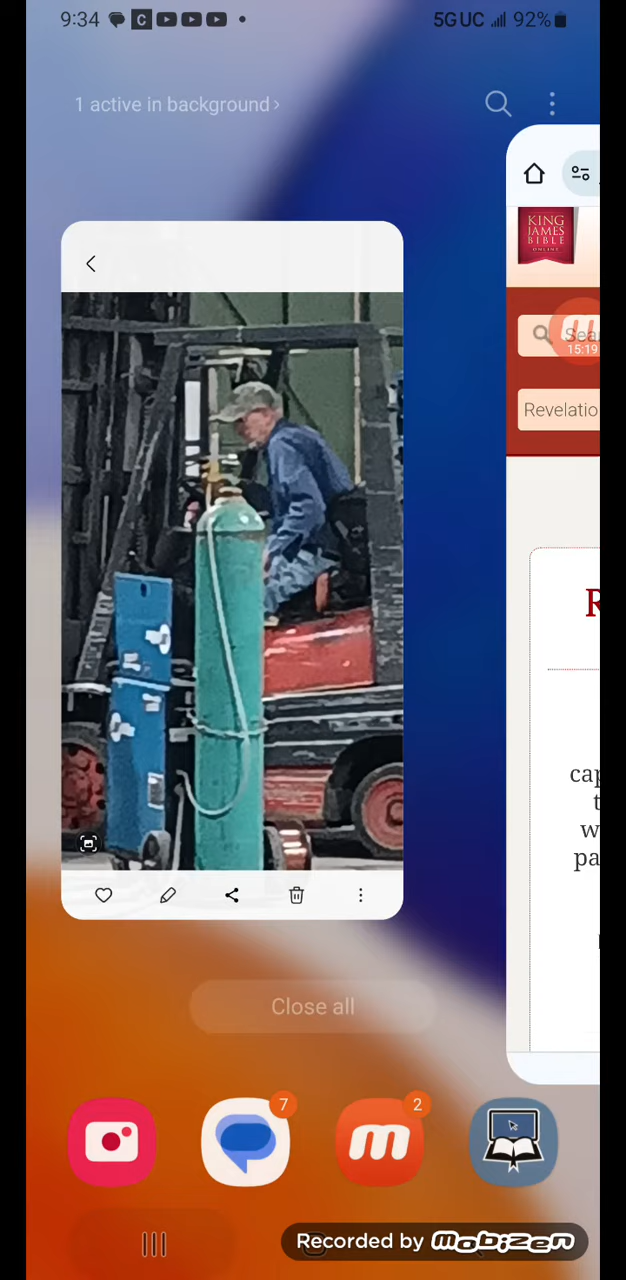 9:34
5G UC 92%
1 active in background
KING
JAMES
BIBLE
ONLINE
Sea
15:19
Revelatio
R
cap
t
w
pa
Close all
7
2
Recorded by mobizen